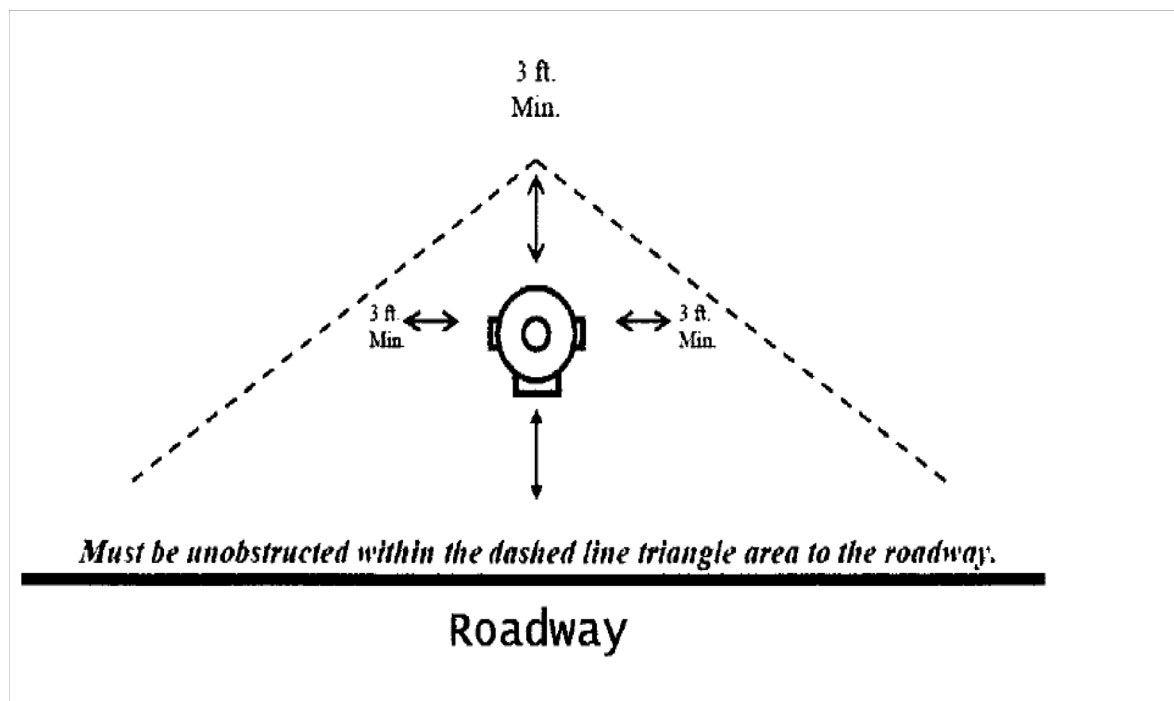 3 ft.
Min.
3 ft.
Min.
3 ft.
Min.
Must be unobstructed within the dashed line triangle area to the roadway.
Roadway